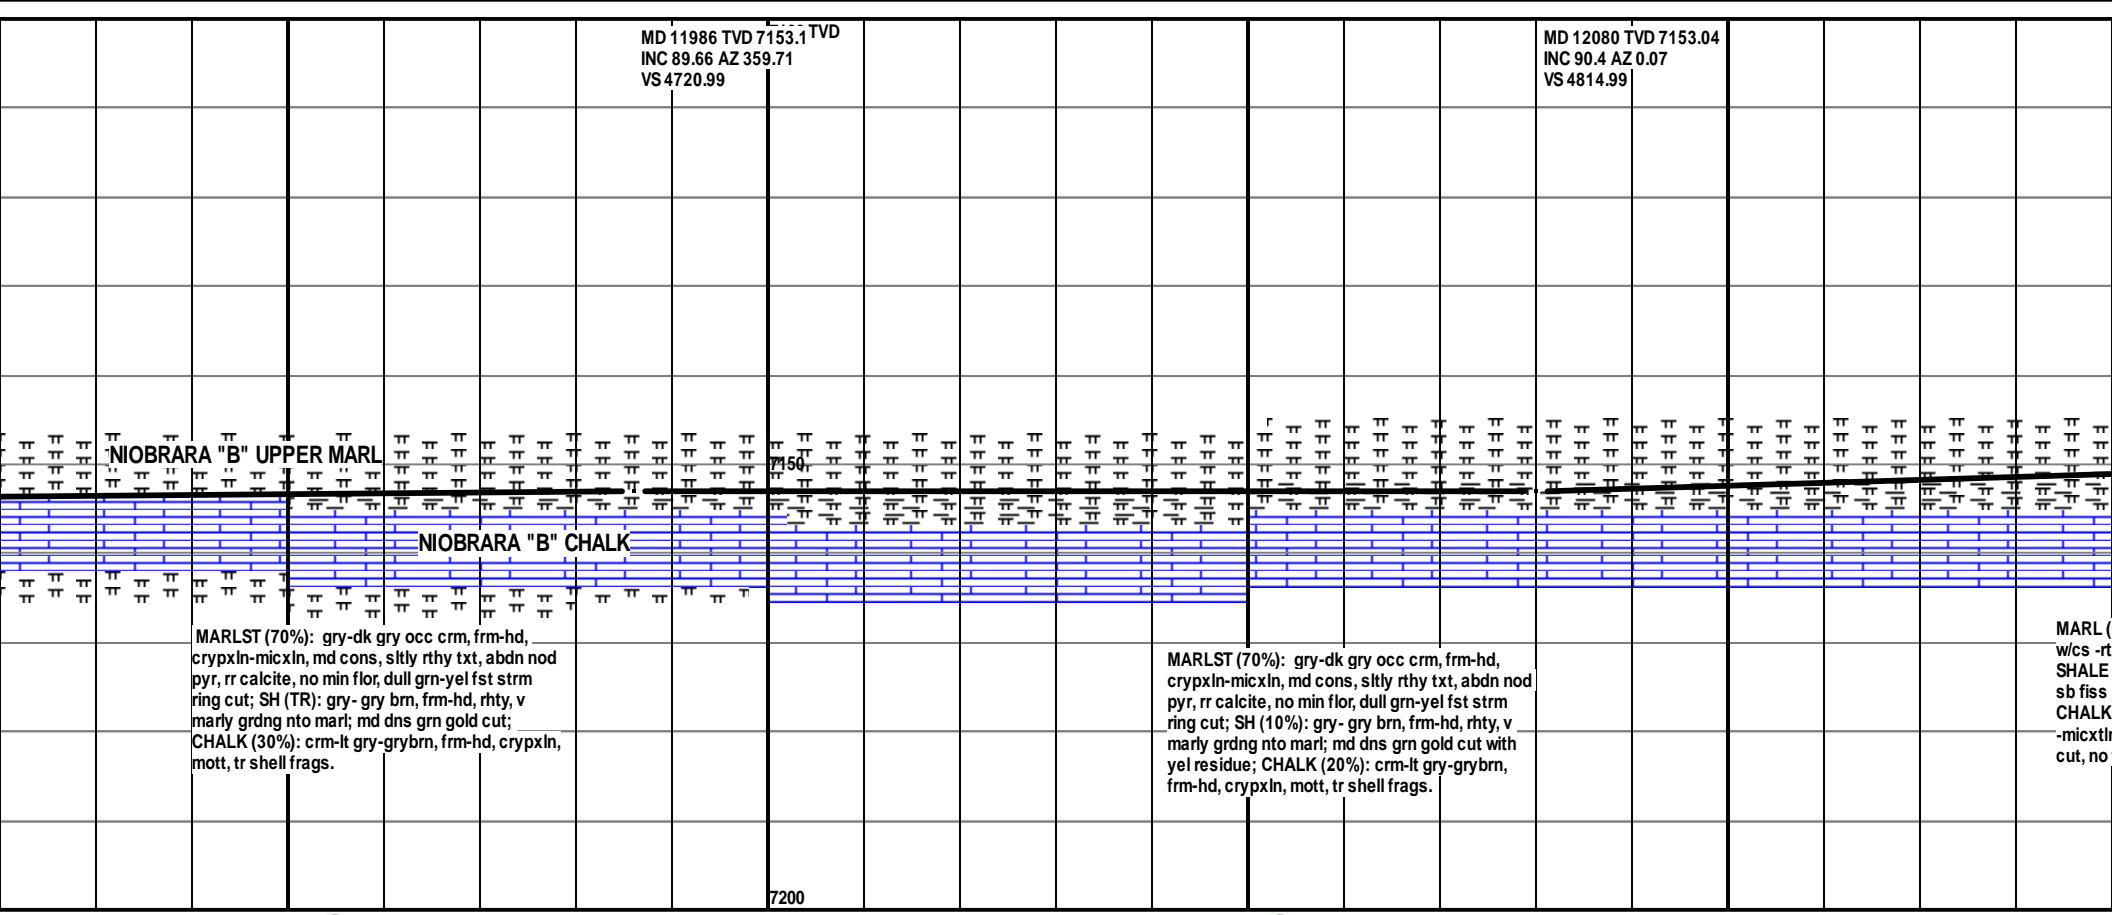 MD 11986 TVD 7153.1
TVD
INC 89.66 AZ 359.71
VS 4720.99
MD 12080 TVD 7153.04
INC 90.4 AZ 0.07
VS 4814.99
NIOBRARA "B" UPPER MARL
7150
NIOBRARA "B" CHALK
MARLST (70%): gry-dk gry occ crm, frm-hd,
crypxln-micxln, md cons, sltly rthy txt, abdn nod
pyr, rr calcite, no min flor, dull grn-yel fst strm
ring cut; SH (TR): gry- gry brn, frm-hd, rhty, v
marly grdng nto marl; md dns grn gold cut;
CHALK (30%): crm-lt gry-grybrn, frm-hd, crypxln,
mott, tr shell frags.
MARLST (70%): gry-dk gry occ crm, frm-hd,
crypxln-micxln, md cons, sltly rthy txt, abdn nod
pyr, rr calcite, no min flor, dull grn-yel fst strm
ring cut; SH (10%): gry- gry brn, frm-hd, rhty, v
marly grdng nto marl; md dns grn gold cut with
yel residue; CHALK (20%): crm-lt gry-grybrn,
frm-hd, crypxln, mott, tr shell frags.
MARL (
w/cs -rt
SHALE
sb fiss
CHALK
-micxtln
cut, no
7200